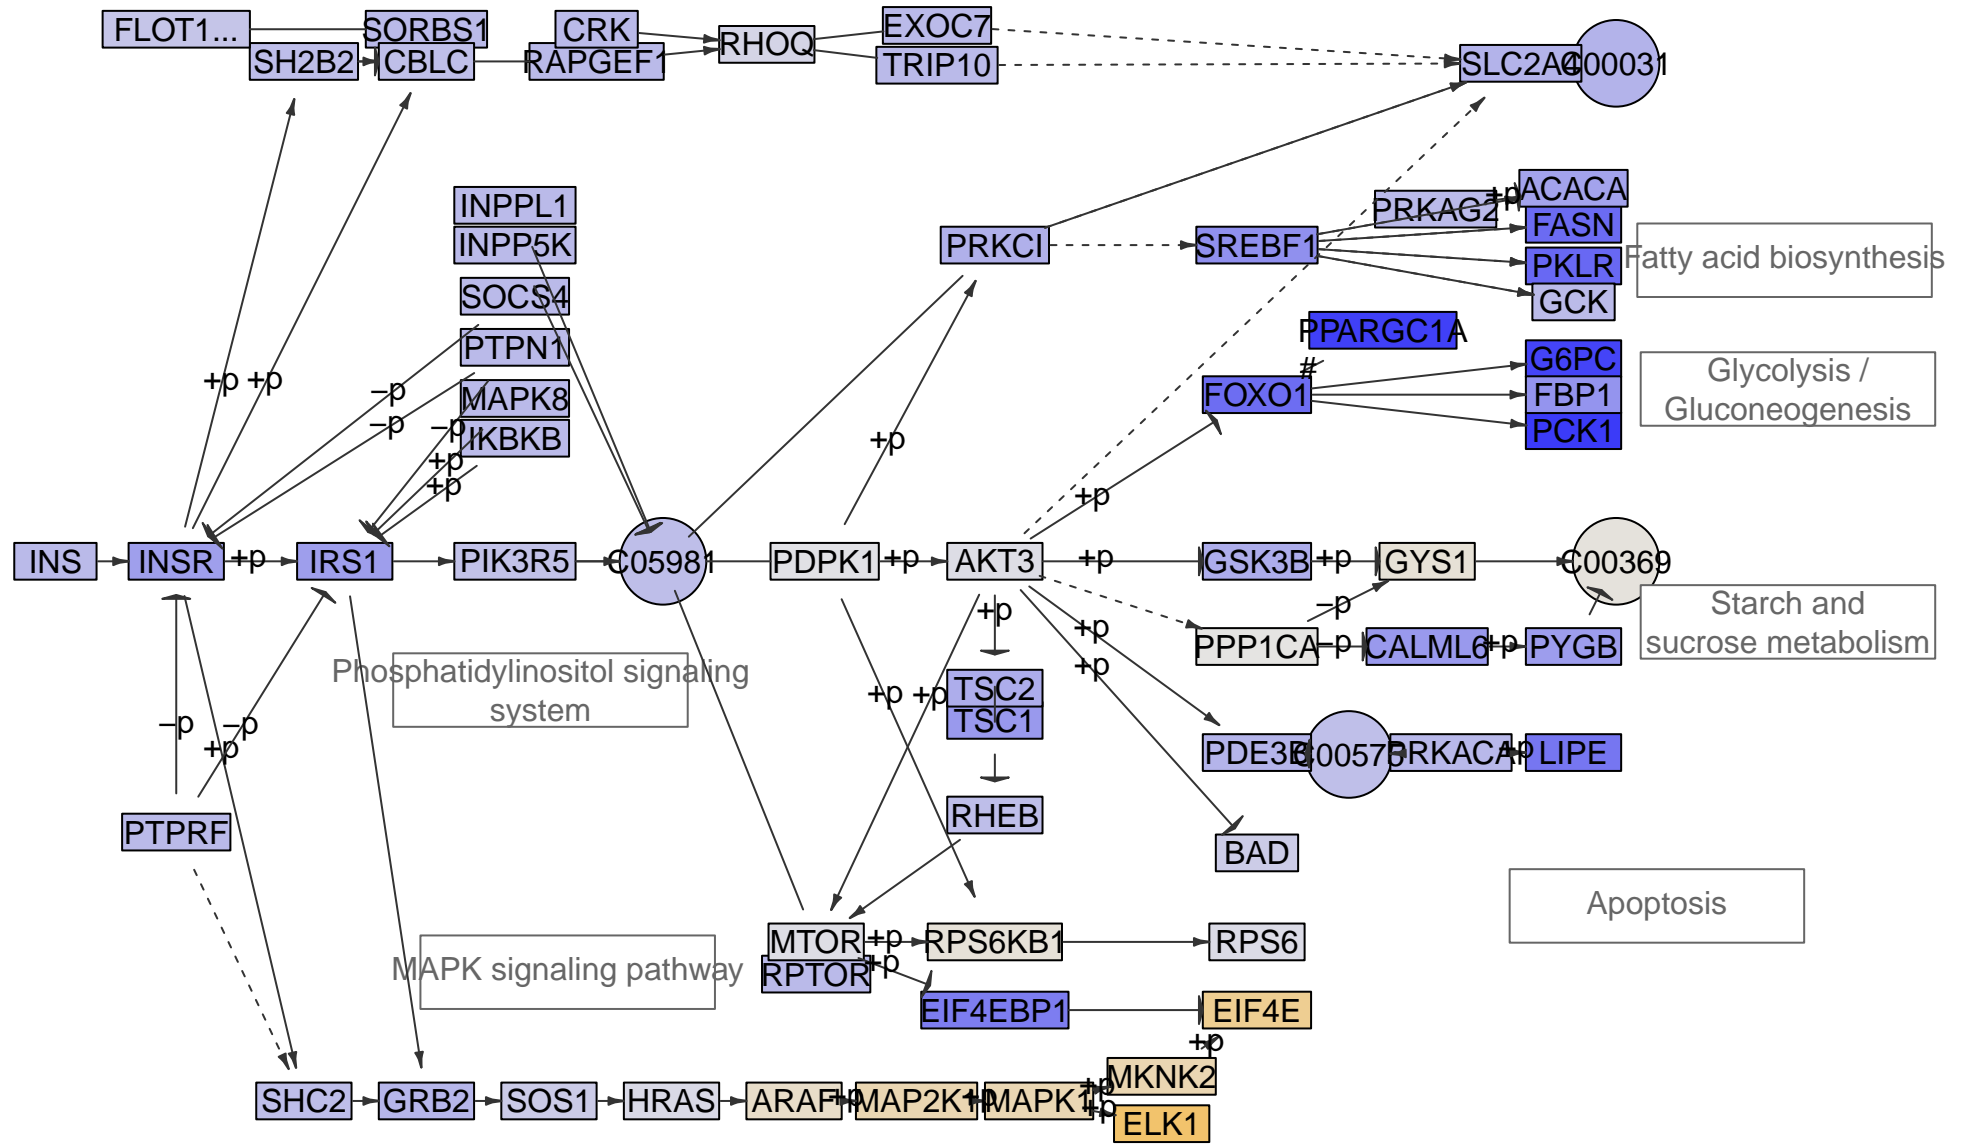 FLOT1...
SORBS1
SH2B2
CBLC
CRK
RAPGEF1
RHOQ
EXOC7
TRIP10
SLC2A4
C00031
INPPL1
INPP5K
SOCS4
PTPN1
MAPK8
IKBKB
PRKCI
SREBF1
PRKAG2
+p
ACACA
FASN
PKLR
GCK
Fatty acid biosynthesis
PPARGC1A
#
FOXO1
G6PC
FBP1
PCK1
Glycolysis /
Gluconeogenesis
+p
+p
−p
−p
−p
+p
+p
+p
+p
INS
INSR
+p
IRS1
PIK3R5
C05981
PDPK1
+p
AKT3
+p
GSK3B
+p
GYS1
C00369
+p
−p
Starch and
sucrose metabolism
PPP1CA
−p
CALML6
+p
PYGB
+p
+p
Phosphatidylinositol signaling
system
TSC2
TSC1
+p
+p
−p
−p
+p
PDE3B
C00575
PRKACA
+p
LIPE
PTPRF
RHEB
BAD
Apoptosis
MTOR
+p
RPS6KB1
RPS6
RPTOR
+p
MAPK signaling pathway
EIF4EBP1
EIF4E
+p
SHC2
GRB2
SOS1
HRAS
ARAF
+p
MAP2K1
+p
MAPK1
+p
+p
MKNK2
ELK1